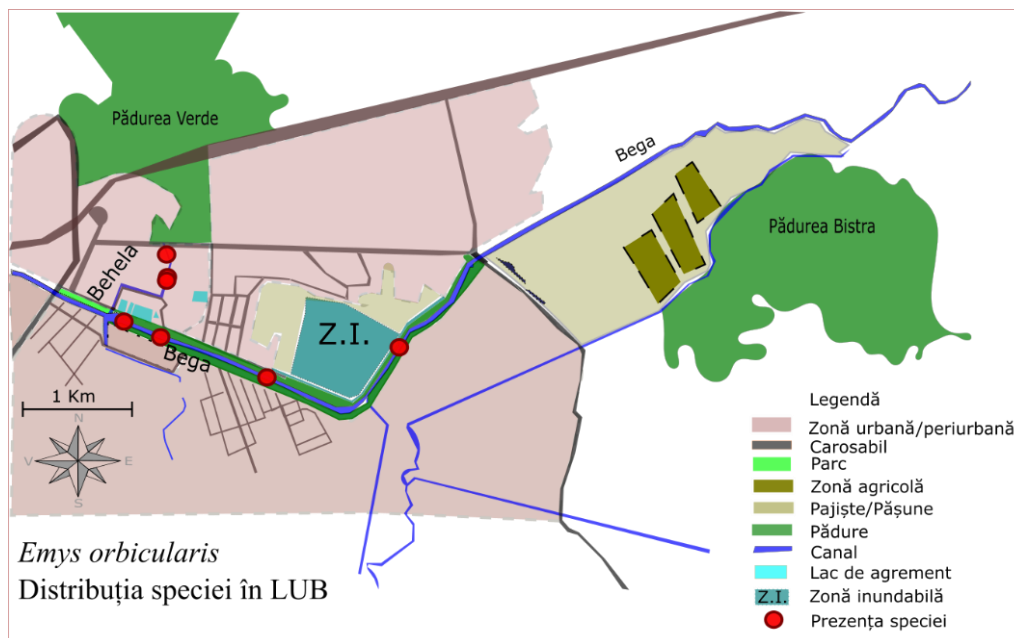 Pădurea Verde
Bega
Pădurea Bistra
Behela
Z.I.
Bega
1 Km
N
V
E
S
Legendă
Zonă urbană/periurbană
Carosabil
Parc
Zonă agricolă
Pajiște/Pășune
Pădure
Canal
Lac de agrement
Z.I. Zonă inundabilă
Prezența speciei
Emys orbicularis
Distribuția speciei în LUB